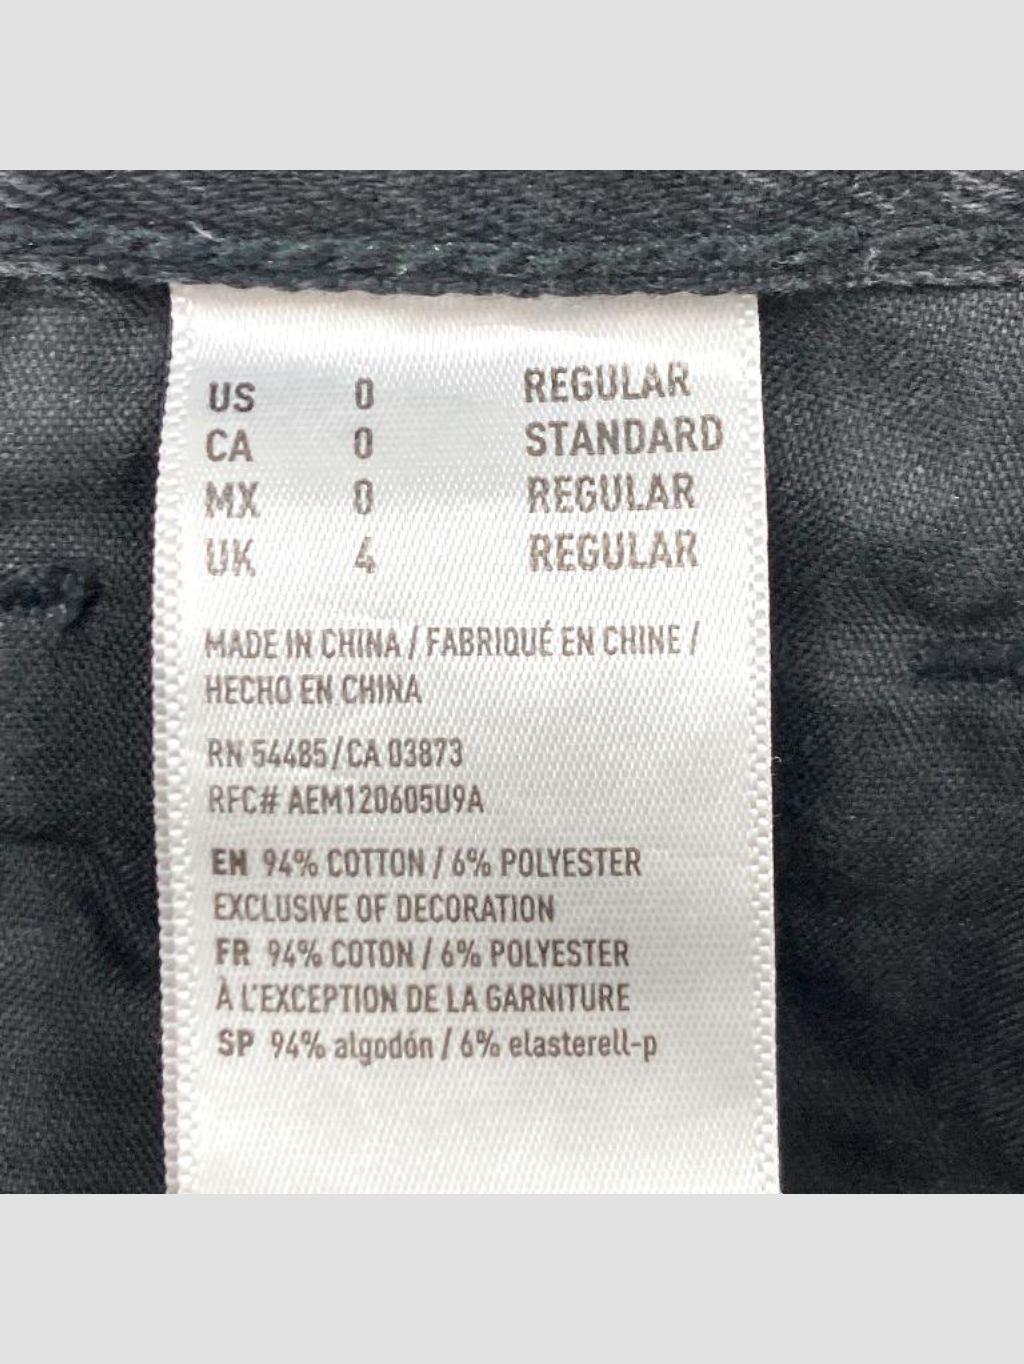 US 0 REGULAR
CA 0 STANDARD
MX 0 REGULAR
UK 4 REGULAR
MADE IN CHINA / FABRIQUÉ EN CHINE /
HECHO EN CHINA
RN 54485/CA 03873
RFC# AEM120605U9A
EN 94% COTTON / 6% POLYESTER
EXCLUSIVE OF DECORATION
FR 94% COTON / 6% POLYESTER
À L'EXCEPTION DE LA GARNITURE
SP 94% algodón / 6% elasterell-p